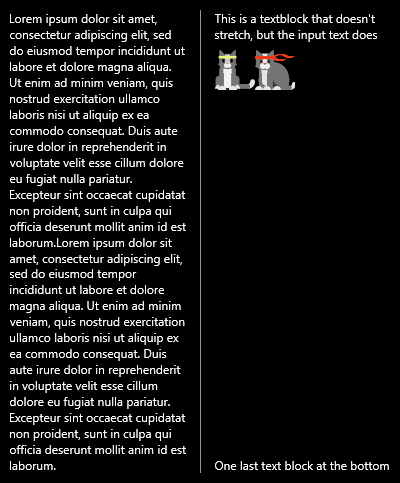 Lorem ipsum dolor sit amet,
consectetur adipiscing elit, sed
do eiusmod tempor incididunt ut
labore et dolore magna aliqua.
Ut enim ad minim veniam, quis
nostrud exercitation ullamco
laboris nisi ut aliquip ex ea
commodo consequat. Duis aute
irure dolor in reprehenderit in
voluptate velit esse cillum dolore
eu fugiat nulla pariatur.
Excepteur sint occaecat cupidatat
non proident, sunt in culpa qui
officia deserunt mollit anim id est
laborum.Lorem ipsum dolor sit
amet, consectetur adipiscing elit,
sed do eiusmod tempor
incididunt ut labore et dolore
magna aliqua. Ut enim ad minim
veniam, quis nostrud exercitation
ullamco laboris nisi ut aliquip ex
ea commodo consequat. Duis
aute irure dolor in reprehenderit
in voluptate velit esse cillum
dolore eu fugiat nulla pariatur.
Excepteur sint occaecat cupidatat
non proident, sunt in culpa qui
officia deserunt mollit anim id est
laborum.
This is a textblock that doesn't
stretch, but the input text does
One last text block at the bottom